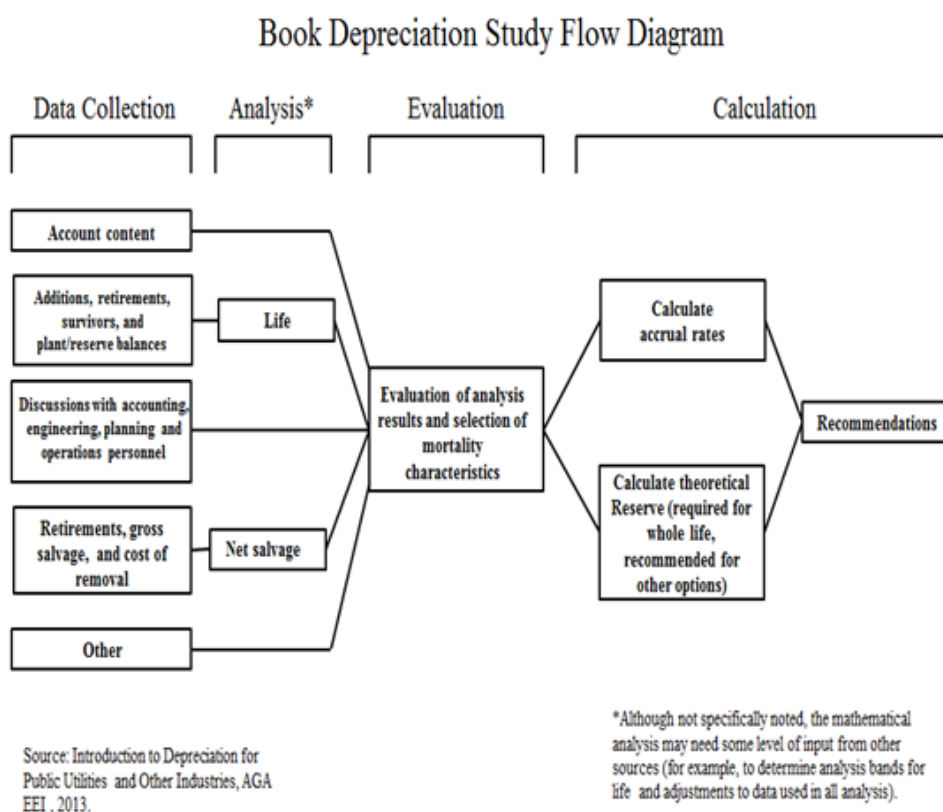 Book Depreciation Study Flow Diagram
Data Collection
Analysis*
Evaluation
Calculation
Account content
Additions, retirements,
survivors, and
plant/reserve balances
Life
Discussions with accounting,
engineering, planning and
operations personnel
Retirements, gross
salvage, and cost of
removal
Net salvage
Other
Evaluation of analysis
results and selection of
mortality
characteristics
Calculate
accrual rates
Calculate theoretical
Reserve (required for
whole life,
recommended for
other options)
Recommendations
Source: Introduction to Depreciation for
Public Utilities and Other Industries, AGA
EEI , 2013.
*Although not specifically noted, the mathematical
analysis may need some level of input from other
sources (for example, to determine analysis bands for
life and adjustments to data used in all analysis).